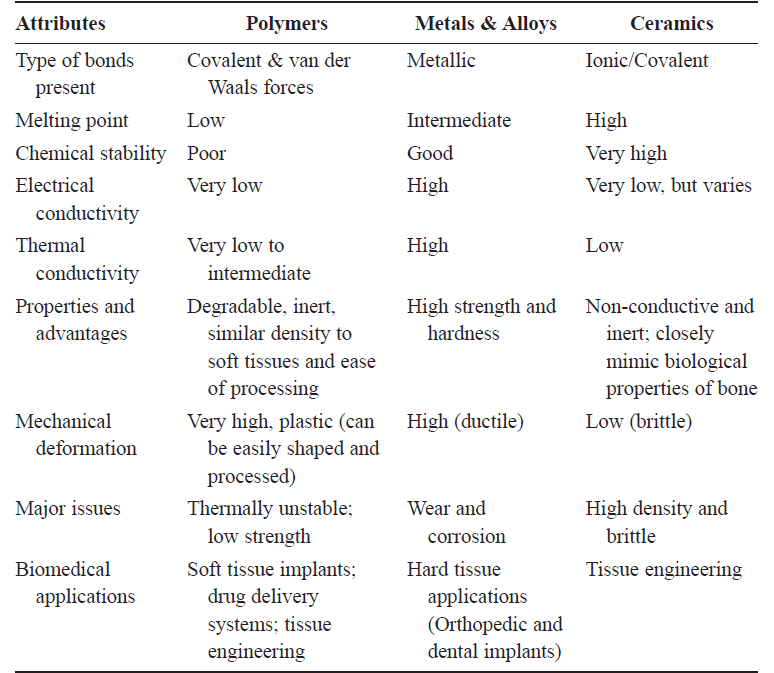 Attributes Polymers Metals & Alloys Ceramics
Type of bonds Covalent & van der Metallic Ionic/Covalent
present Waals forces
Melting point Low Intermediate High
Chemical stability Poor Good Very high
Electrical Very low High Very low, but varies
conductivity
Thermal Very low to High Low
conductivity intermediate
Properties and Degradable, inert, High strength and Non-conductive and
advantages similar density to hardness inert; closely
soft tissues and ease mimic biological
of processing properties of bone
Mechanical Very high, plastic (can High (ductile) Low (brittle)
deformation be easily shaped and
processed)
Major issues Thermally unstable; Wear and High density and
low strength corrosion brittle
Biomedical Soft tissue implants; Hard tissue Tissue engineering
applications drug delivery applications
systems; tissue (Orthopedic and
engineering dental implants)